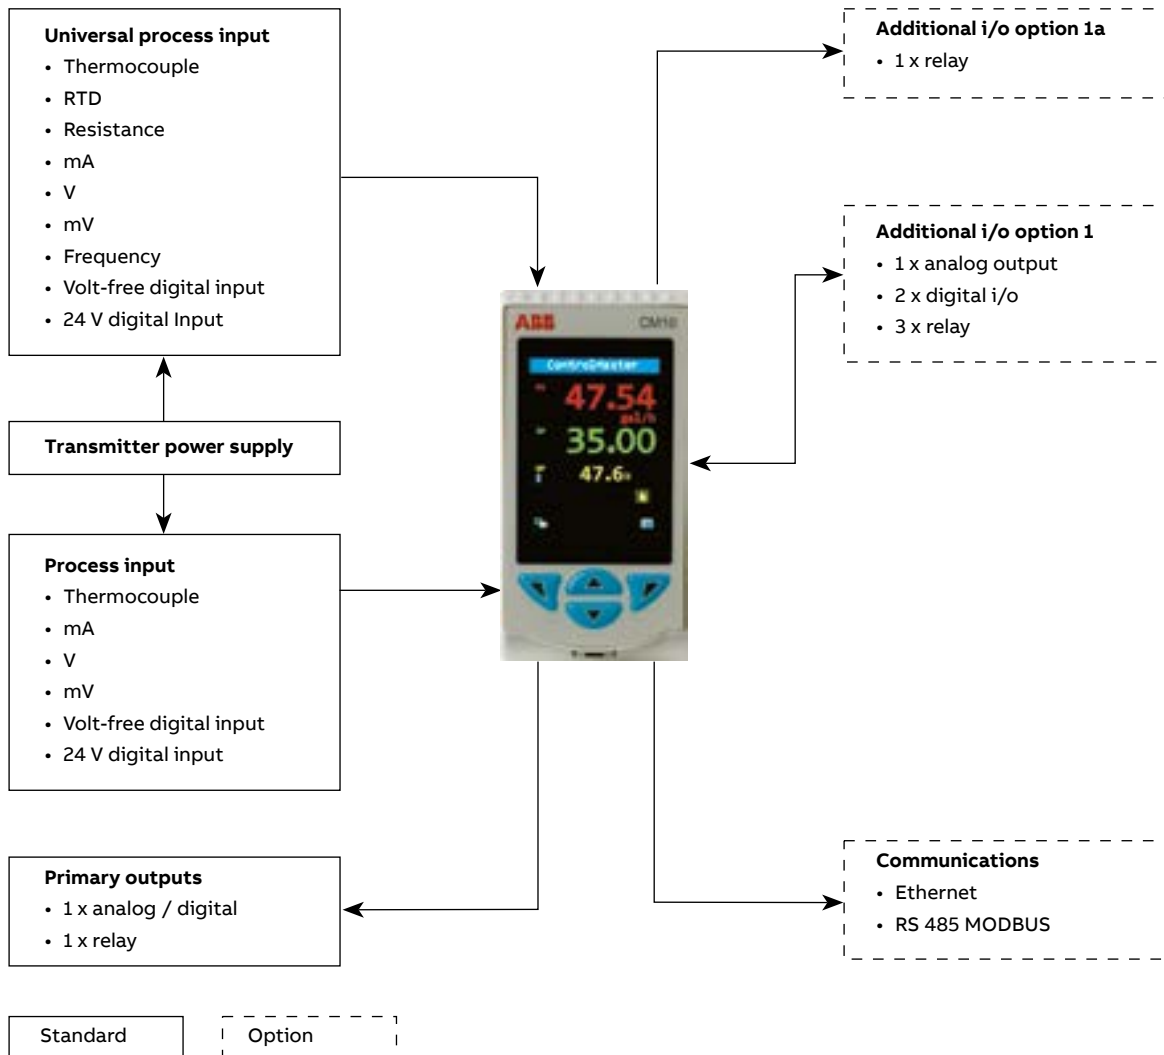 Universal process input
• Thermocouple
• RTD
• Resistance
• mA
• V
• mV
• Frequency
• Volt-free digital input
• 24 V digital Input
Transmitter power supply
Process input
• Thermocouple
• mA
• V
• mV
• Volt-free digital input
• 24 V digital input
Primary outputs
• 1 x analog / digital
• 1 x relay
ABB CM10
ControlMaster
47.54
gal/h
35.00
47.6
Additional i/o option 1a
• 1 x relay
Additional i/o option 1
• 1 x analog output
• 2 x digital i/o
• 3 x relay
Communications
• Ethernet
• RS 485 MODBUS
Standard
Option